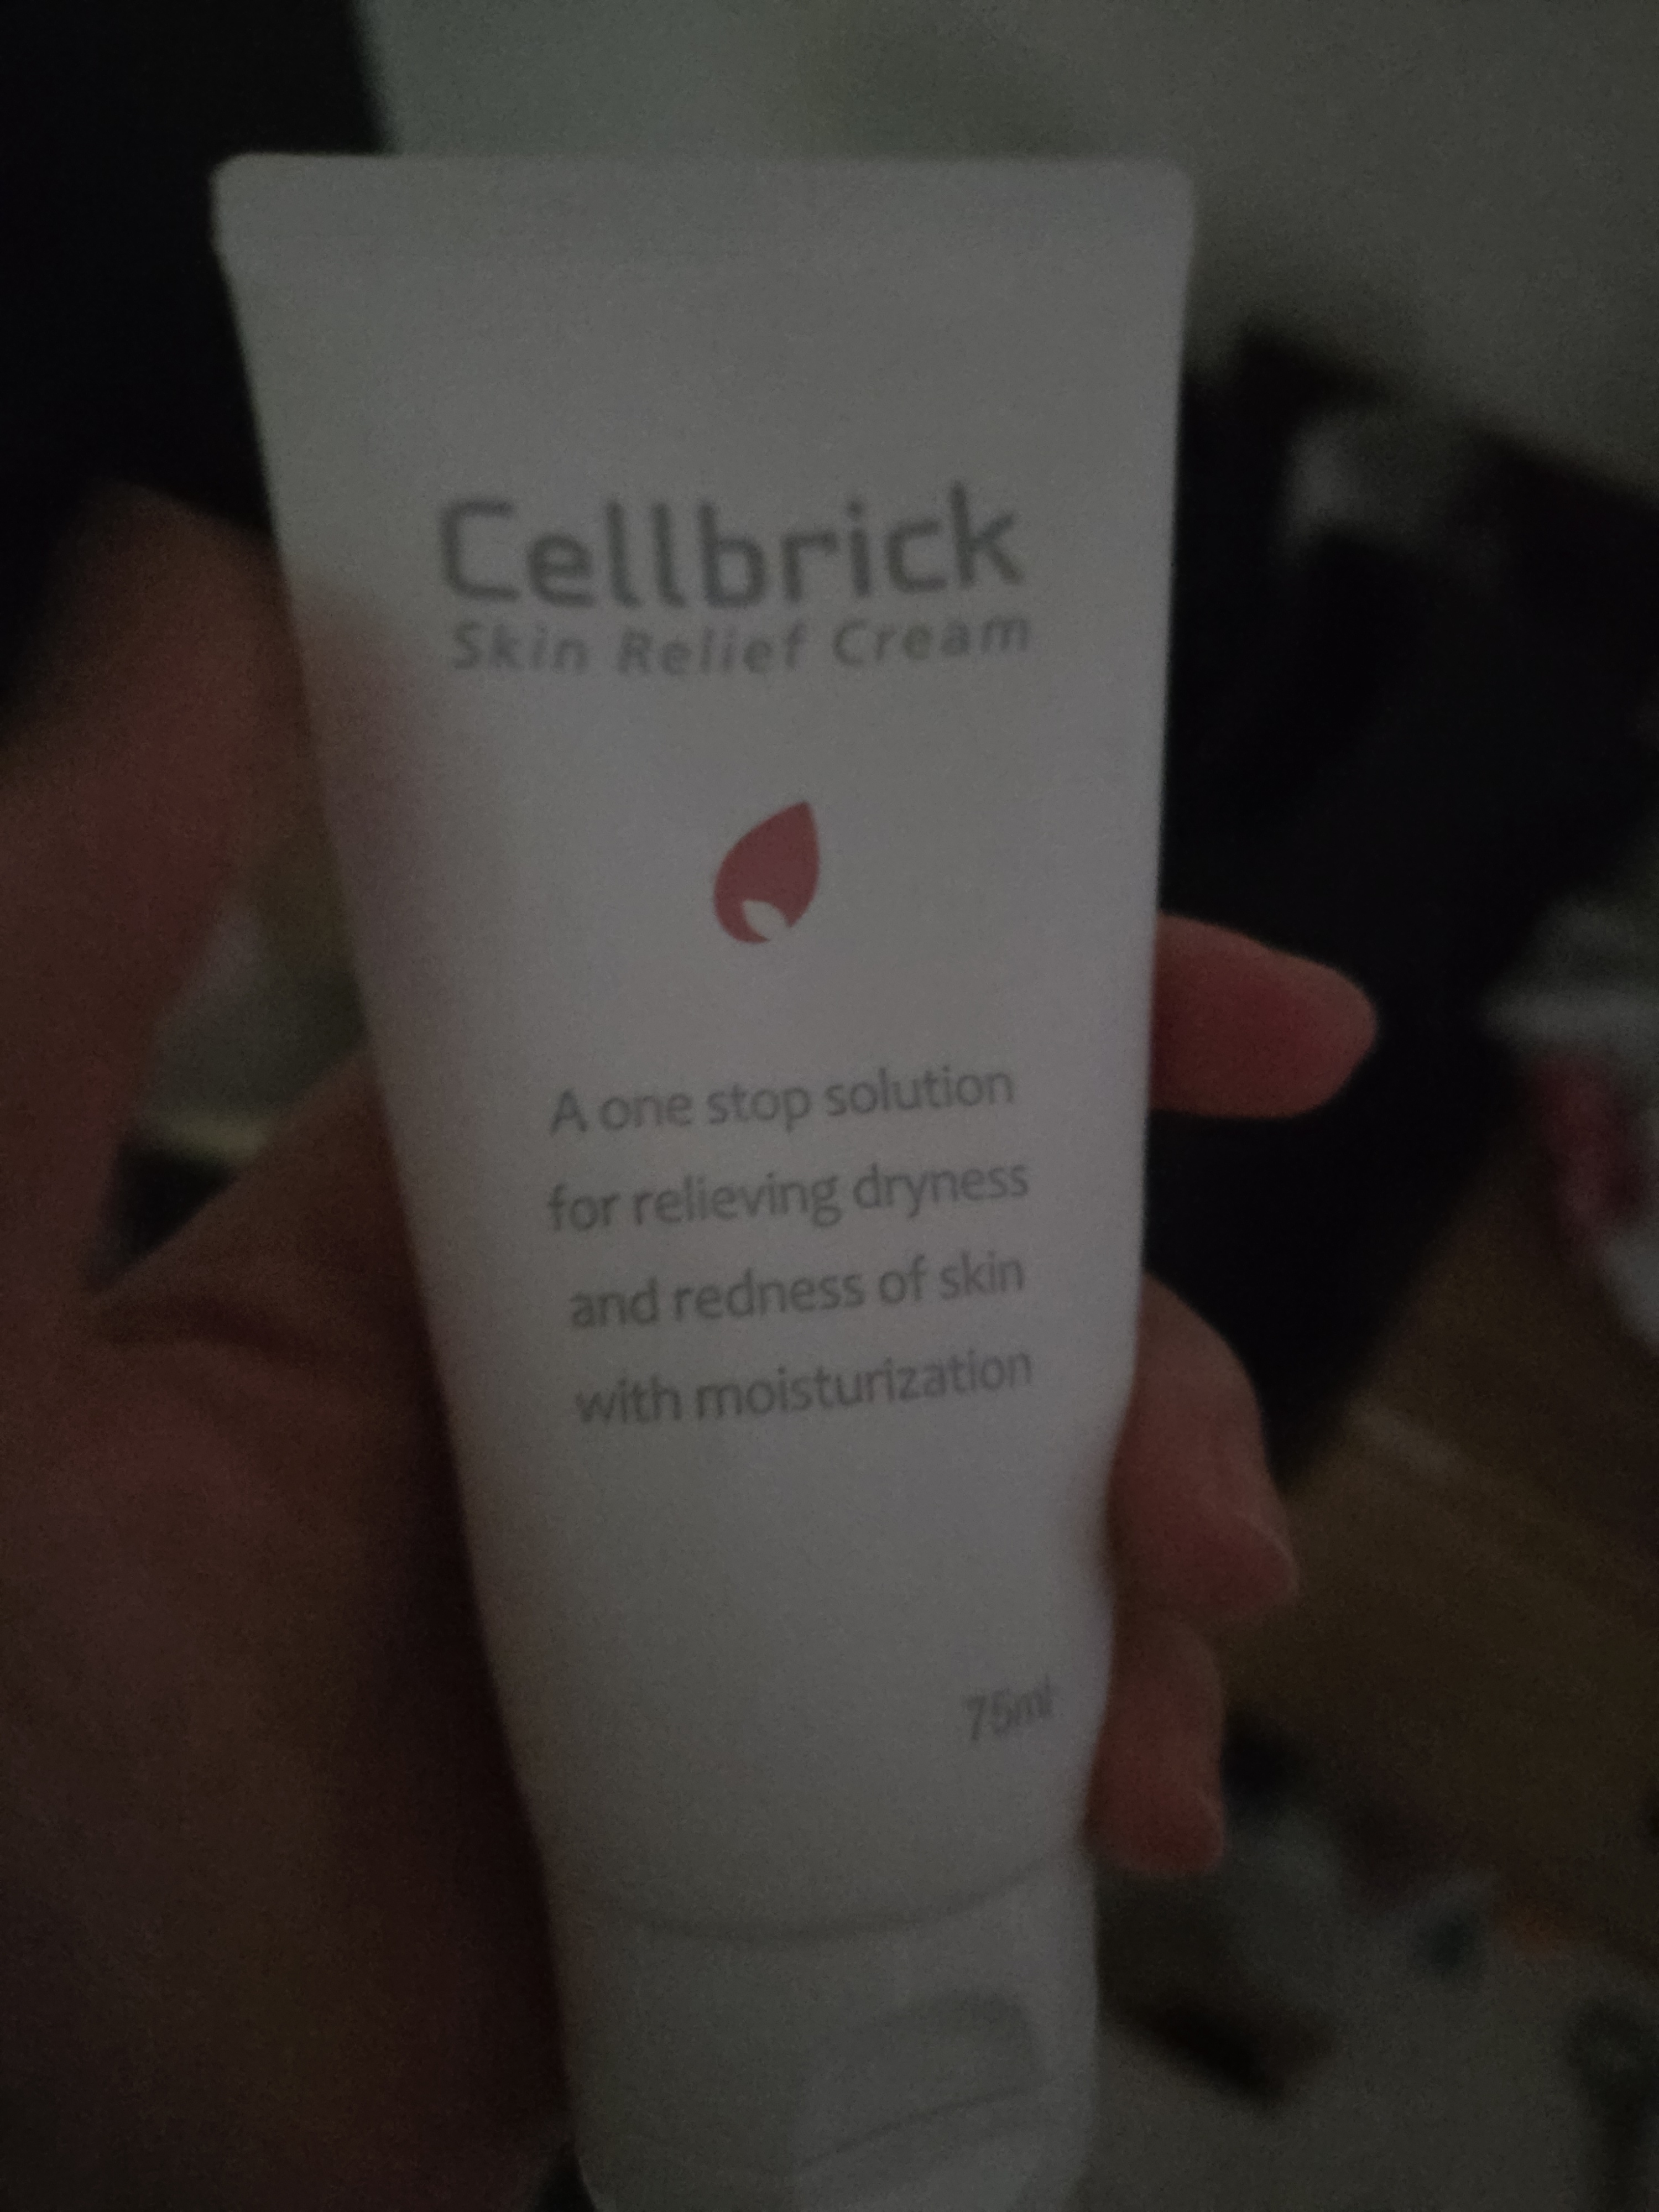 Cellbrick
Skin Relief Cream
A one stop solution
for relieving dryness
and redness of skin
with moisturization
75ml